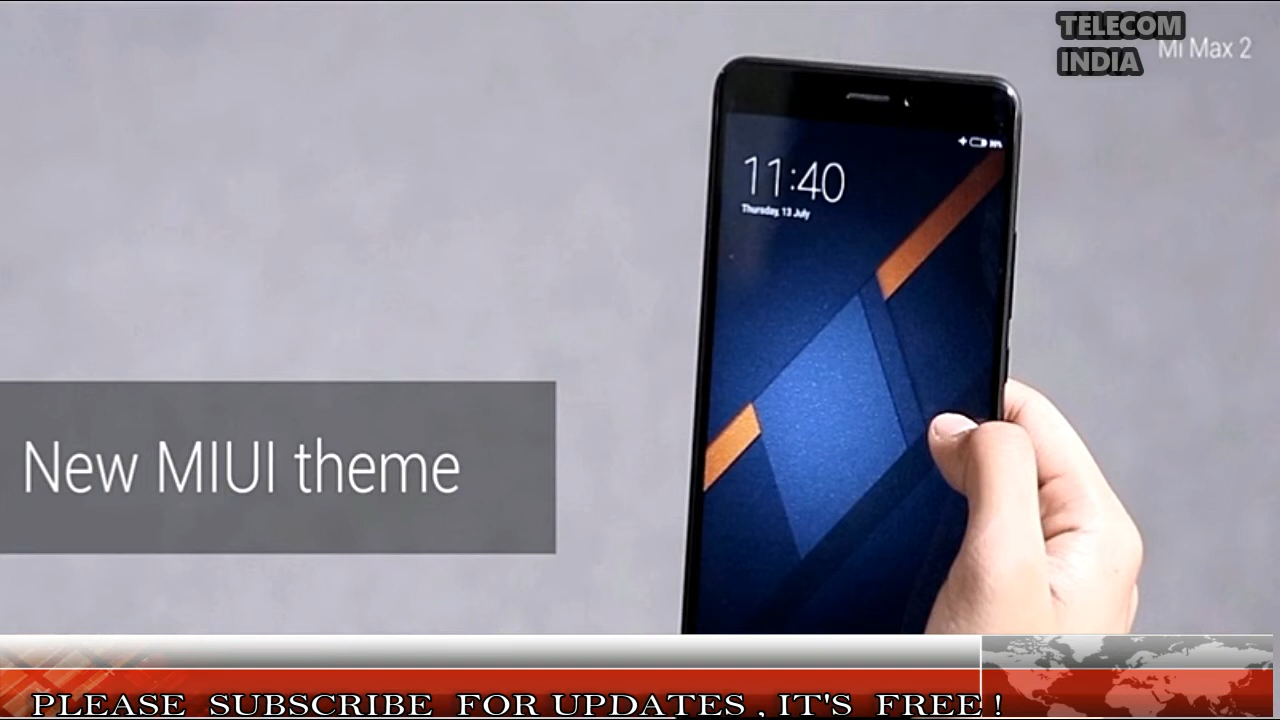 TELECOM
INDIA
Mi Max 2
11:40
Thursday, 13 July
New MIUI theme
PLEASE SUBSCRIBE FOR UPDATES , IT'S FREE !